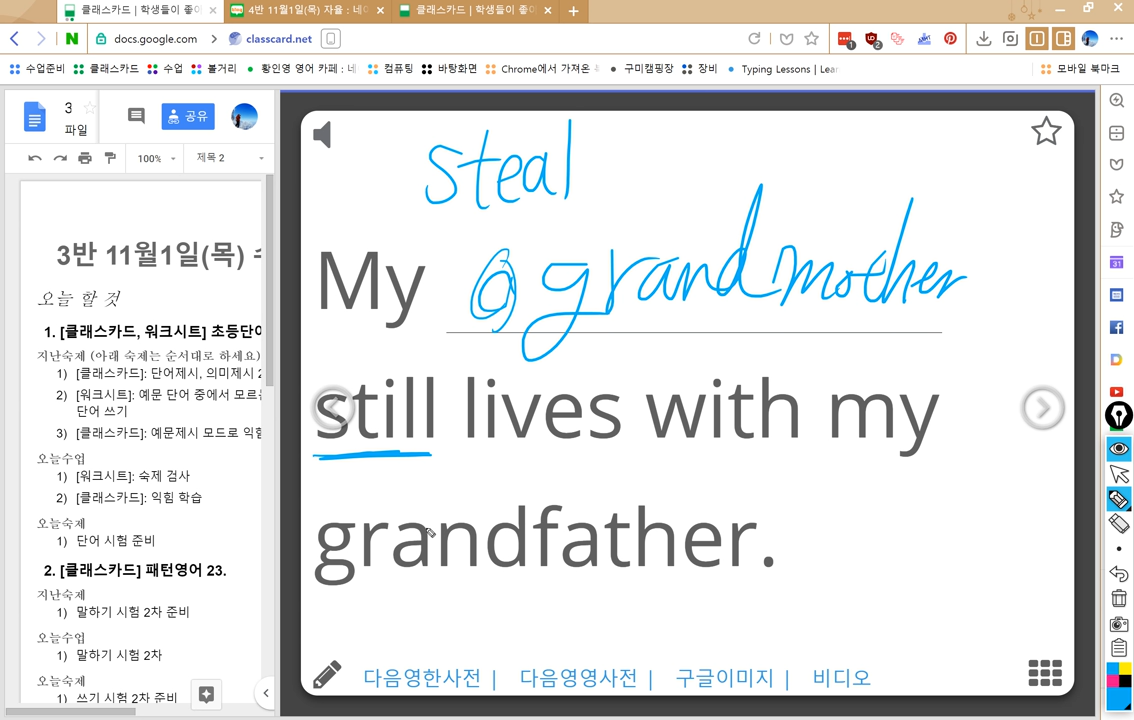 클래스카드 | 학생들이 좋아
4반 11월1일(목) 자율 : 네이
클래스카드 | 학생들이 좋아
docs.google.com
classcard.net
수업준비
클래스카드
수업
볼거리
황인영 영어 카페 : 네
컴퓨팅
바탕화면
Chrome에서 가져온
구미캠핑장
장비
Typing Lessons | Lear
모바일 북마크
3
파일
공유
100%
제목 2
3반 11월1일(목)
오늘 할 것
1. [클래스카드, 워크시트] 초등단어
지난숙제 (아래 숙제는 순서대로 하세요)
1) [클래스카드]: 단어제시, 의미제시 2
2) [워크시트]: 예문 단어 중에서 모르는
단어 쓰기
3) [클래스카드]: 예문제시 모드로 익힘
오늘수업
1) [워크시트]: 숙제 검사
2) [클래스카드]: 익힘 학습
오늘숙제
1) 단어 시험 준비
2. [클래스카드] 패턴영어 23.
지난숙제
1) 말하기 시험 2차 준비
오늘수업
1) 말하기 시험 2차
오늘숙제
1) 쓰기 시험 2차 준비
steal
My @ grandmother
still lives with my
grandfather.
다음영한사전 | 다음영영사전 | 구글이미지 | 비디오